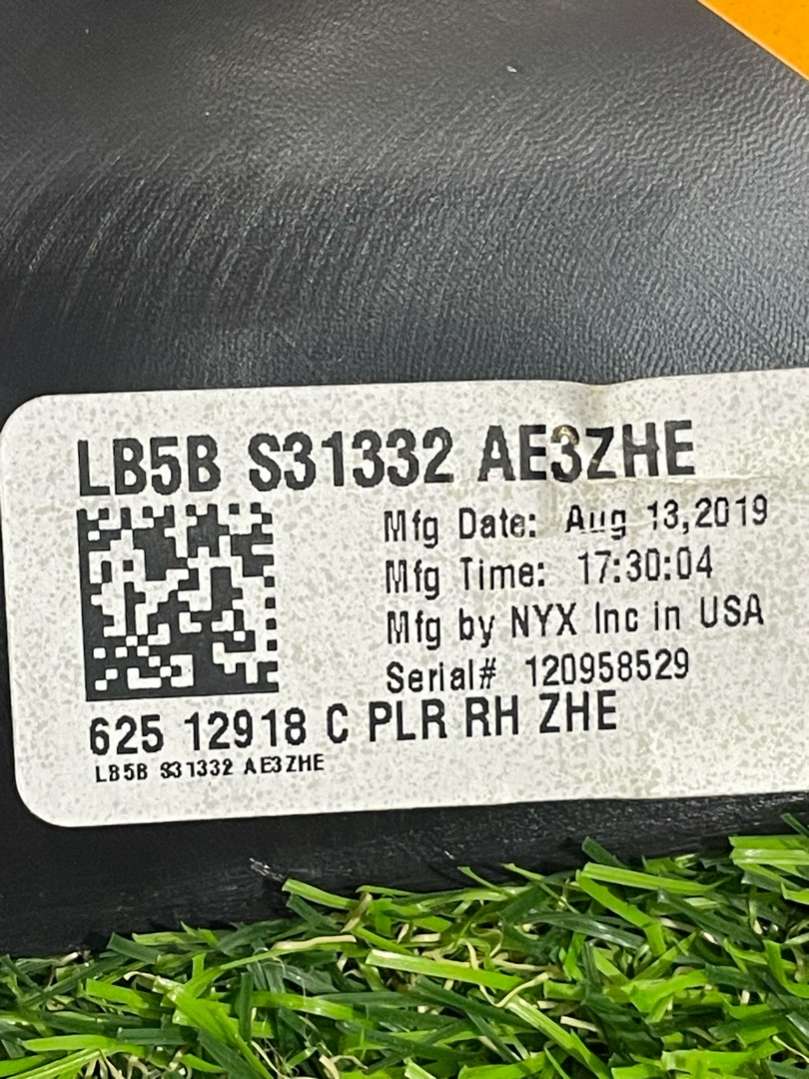 LB5B S31332 AE3ZHE
Mfg Date: Aug 13,2019
Mfg Time: 17:30:04
Mfg by NYX Inc in USA
Serial# 120958529
625 12918 C PLR RH ZHE
LB5B S31332 AE3ZHE